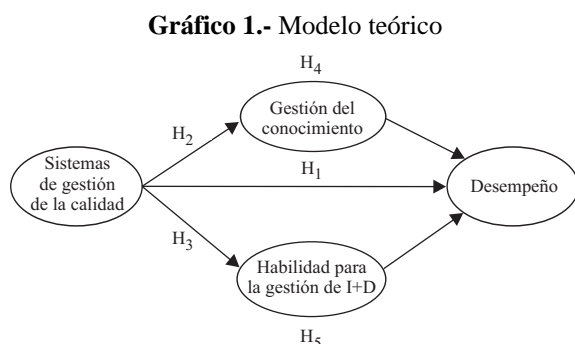 Gráfico 1.- Modelo teórico
H4
Gestión del
conocimiento
H2
H1
Sistemas
de gestión
de la calidad
Desempeño
H3
Habilidad para
la gestión de I+D
H5